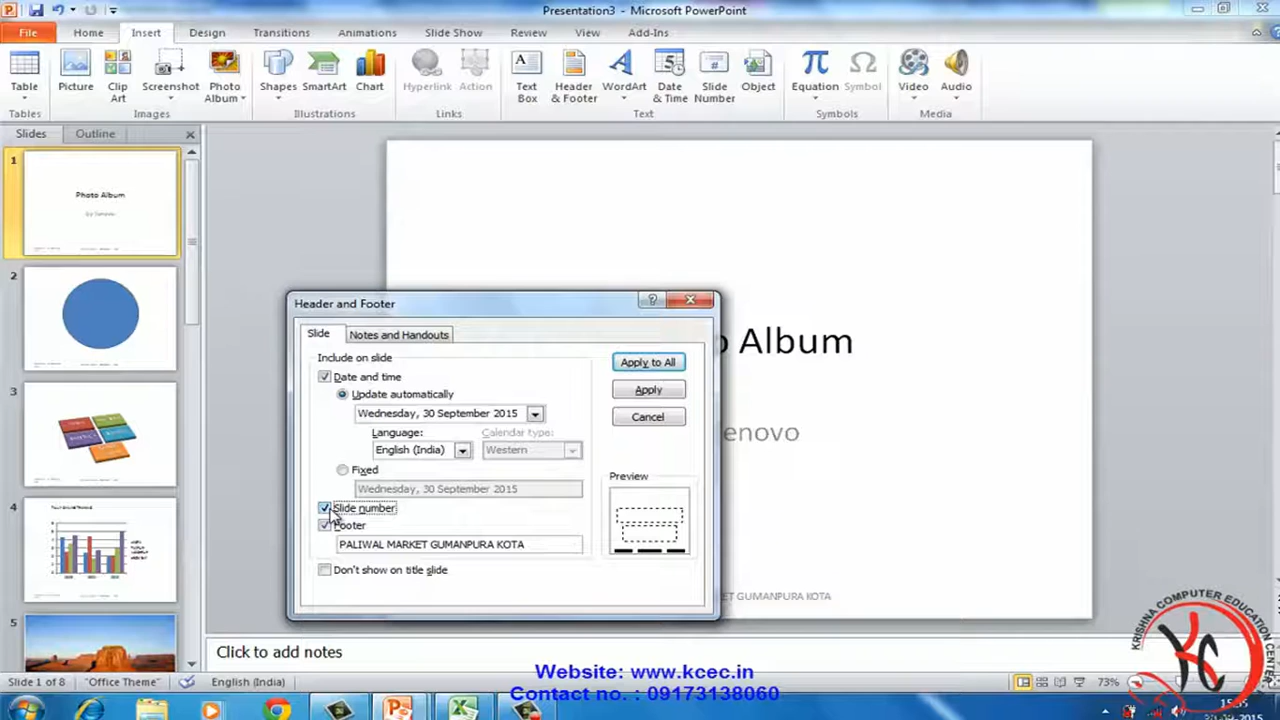 Presentation3 - Microsoft PowerPoint
File Home Insert Design Transitions Animations Slide Show Review View Add-Ins
Table Picture Clip Art Screenshot Photo Album Shapes SmartArt Chart Hyperlink Action Text Box Header & Footer WordArt Date & Time Slide Number Object Equation Symbol Video Audio
Tables Images Illustrations Links Text Symbols Media
Slides Outline
1
Photo Album
2
3
4
5
Album
enovo
ET GUMANPURA KOTA
Header and Footer
Slide Notes and Handouts
Include on slide
Date and time
Update automatically
Wednesday, 30 September 2015
Language: Calendar type:
English (India) Western
Fixed
Wednesday, 30 September 2015
Slide number
Footer
PALIWAL MARKET GUMANPURA KOTA
Don't show on title slide
Apply to All
Apply
Cancel
Preview
Click to add notes
Slide 1 of 8 "Office Theme" English (India) 73%
Website: www.kcec.in
Contact no. : 09173138060
KRISHNA COMPUTER EDUCATION CENTER
KC